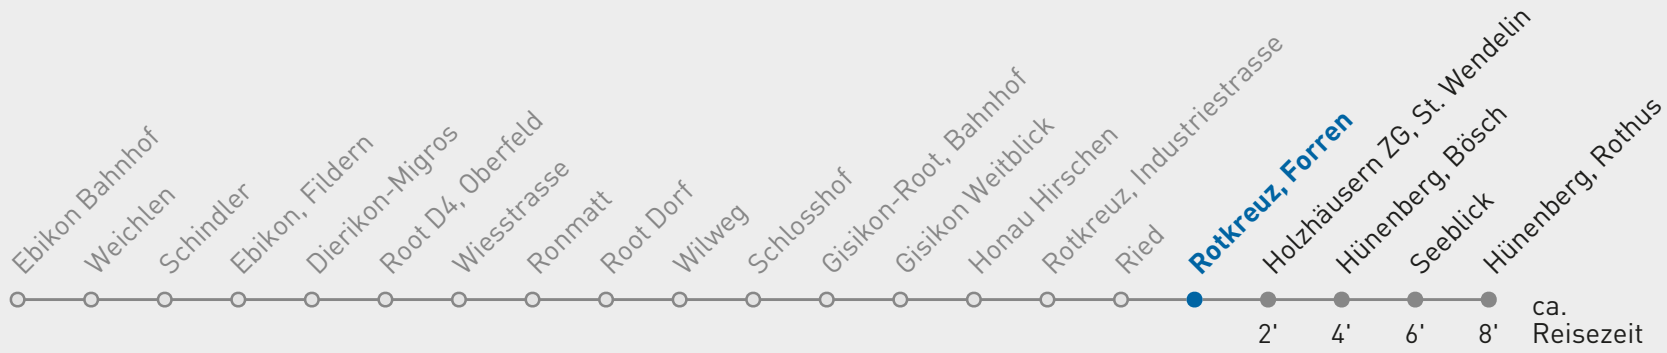 Ebikon Bahnhof
Weichlen
Schindler
Ebikon, Fildern
Dierikon-Migros
Root D4, Oberfeld
Wiesstrasse
Ronmatt
Root Dorf
Wilweg
Schlosshof
Gisikon-Root, Bahnhof
Gisikon Weitblick
Honau Hirschen
Rotkreuz, Industriestrasse
Ried
Rotkreuz, Forren
Holzhäusern ZG, St. Wendelin
Hünenberg, Bösch
Seeblick
Hünenberg, Rothus
2' 4' 6' 8'
ca.
Reisezeit